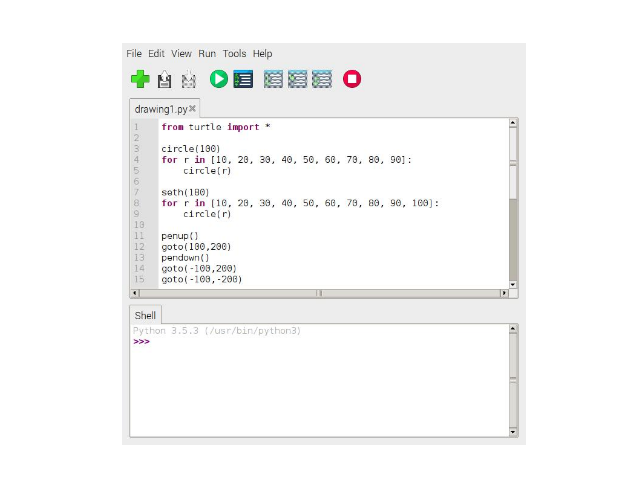 File Edit View Run Tools Help
drawing1.py
1 from turtle import *
2
3 circle(100)
4 for r in [10, 20, 30, 40, 50, 60, 70, 80, 90]:
5     circle(r)
6
7 seth(180)
8 for r in [10, 20, 30, 40, 50, 60, 70, 80, 90, 100]:
9     circle(r)
10
11 penup()
12 goto(100,200)
13 pendown()
14 goto(-100,200)
15 goto(-100,-200)
Shell
Python 3.5.3 (/usr/bin/python3)
>>>